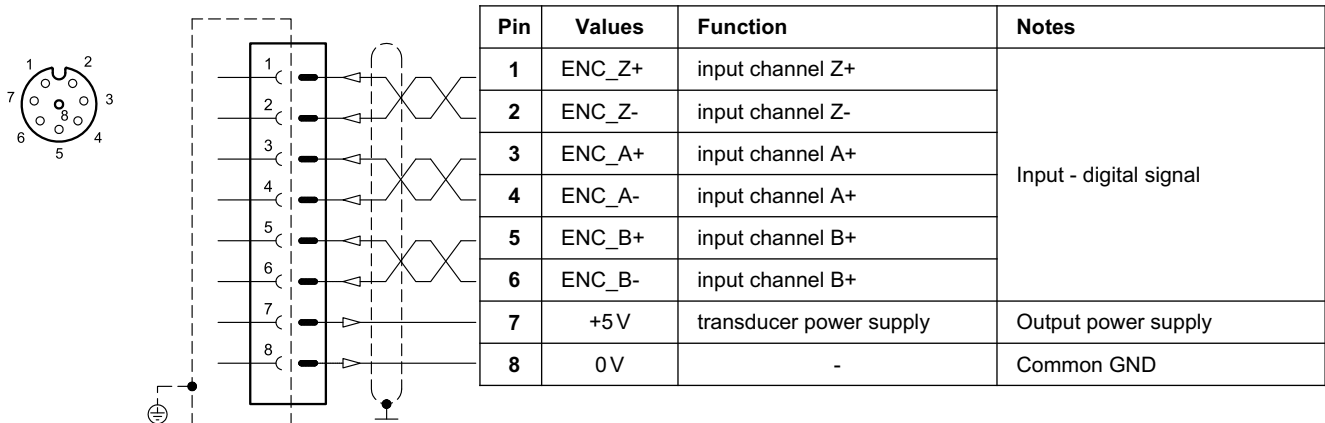 1 2
7 8 3
6 4
5
1
2
3
4
5
6
7
8
Pin Values Function Notes
1 ENC_Z+ input channel Z+
2 ENC_Z- input channel Z-
3 ENC_A+ input channel A+
4 ENC_A- input channel A+
Input - digital signal
5 ENC_B+ input channel B+
6 ENC_B- input channel B+
7 +5 V transducer power supply Output power supply
8 0 V - Common GND